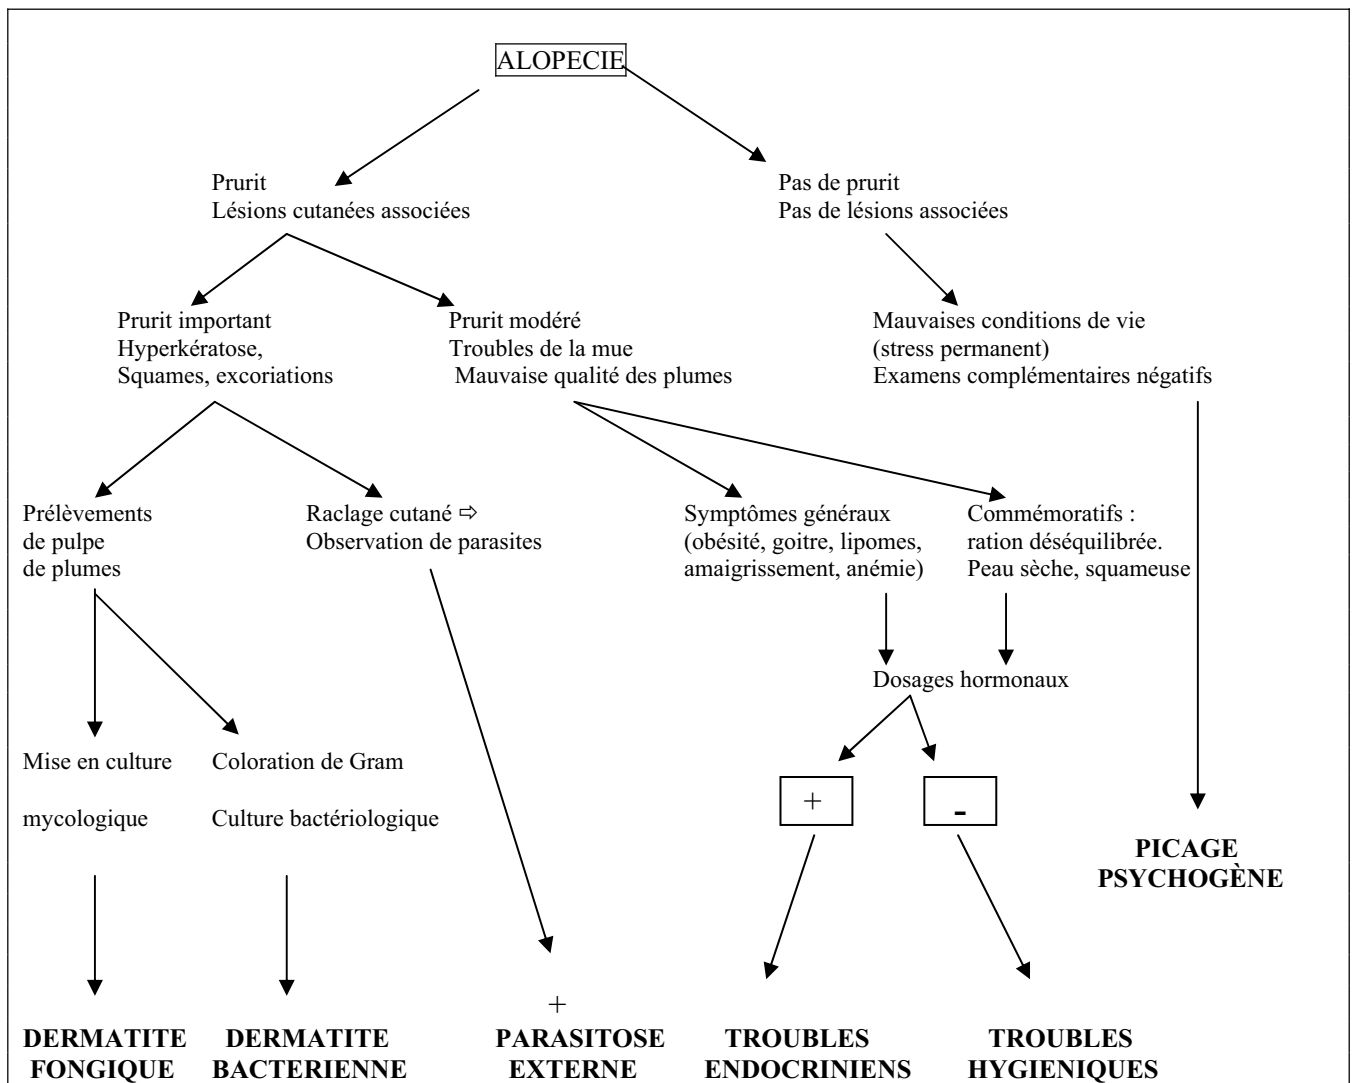 ALOPECIE
Prurit
Lésions cutanées associées
Pas de prurit
Pas de lésions associées
Prurit important
Hyperkératose,
Squames, excoriations
Prurit modéré
Troubles de la mue
Mauvaise qualité des plumes
Mauvaises conditions de vie
(stress permanent)
Examens complémentaires négatifs
Prélèvements
de pulpe
de plumes
Raclage cutané ⇨
Observation de parasites
Symptômes généraux
(obésité, goitre, lipomes,
amaigrissement, anémie)
Commémoratifs :
ration déséquilibrée.
Peau sèche, squameuse
Dosages hormonaux
Mise en culture
mycologique
Coloration de Gram
Culture bactériologique
+
-
PICAGE
PSYCHOGÈNE
DERMATITE
FONGIQUE
DERMATITE
BACTERIENNE
+
PARASITOSE
EXTERNE
TROUBLES
ENDOCRINIENS
TROUBLES
HYGIENIQUES